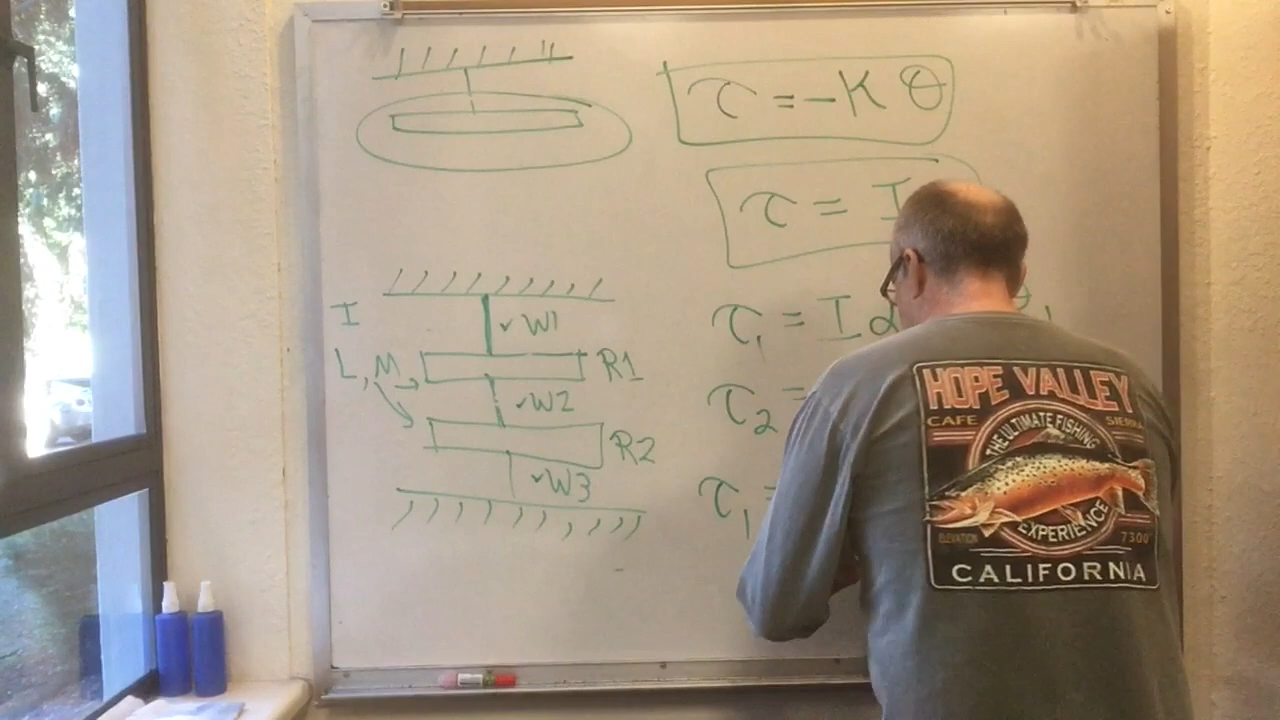 τ = -K θ
τ = I
I
W1
τ₁ = I α
L, M
R1
W2
τ₂ =
R2
W3
τ₁ =
HOPE VALLEY
CAFE
SIERRA
THE ULTIMATE FISHING
EXPERIENCE
ELEVATION
7300'
CALIFORNIA